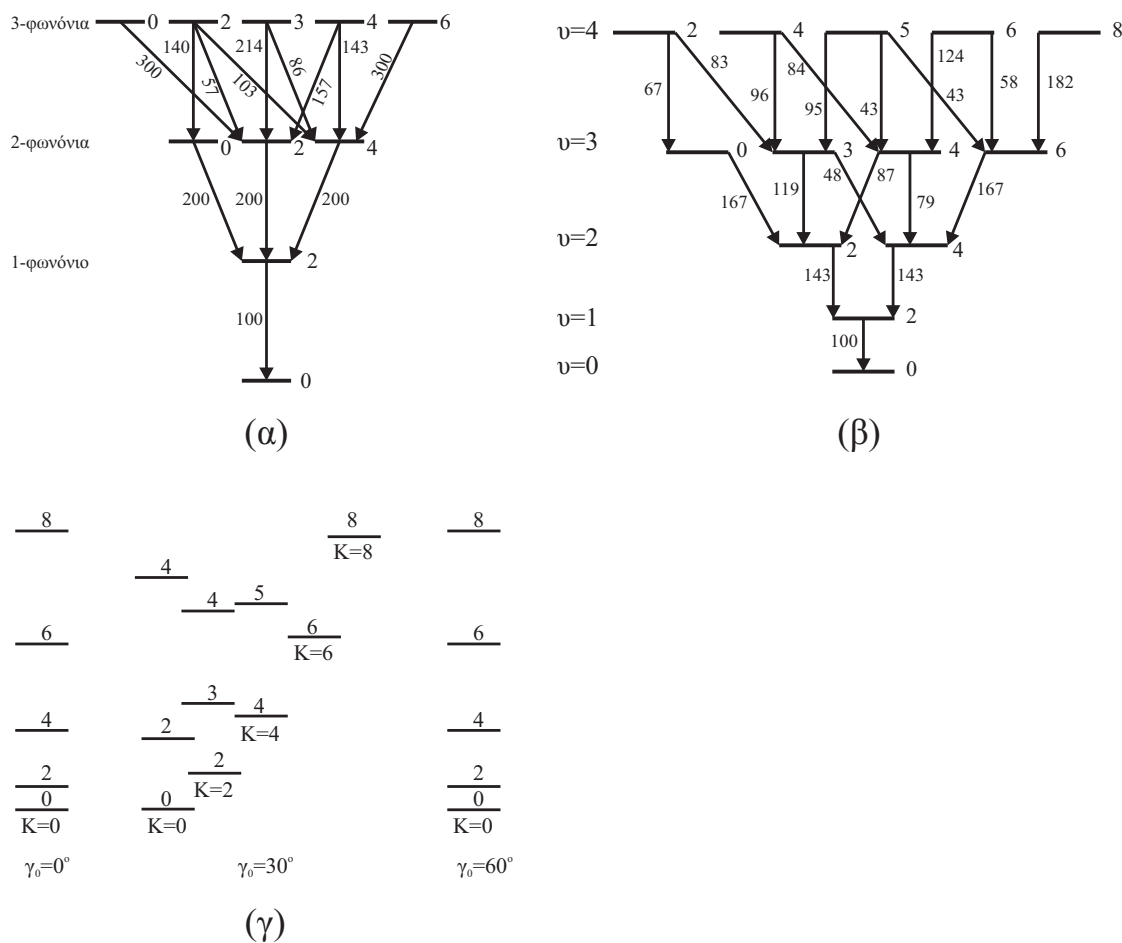 3-φωνόνια 0 2 3 4 6
140 214 143
300 57 103 86 157 300
2-φωνόνια 0 2 4
200 200 200
1-φωνόνιο 2
100
0
(α)
υ=4 2 4 5 6 8
83 84 124
67 96 95 43 43 58 182
υ=3 0 3 4 6
167 119 48 87 79 167
υ=2 2 4
143 143
υ=1 2
100
υ=0 0
(β)
8 8 8
K=8
4
4 5
6 6 6
K=6
3
4 2 4 4
K=4
2 2 2
K=2
0 0 0
K=0 K=0 K=0
γ₀=0° γ₀=30° γ₀=60°
(γ)